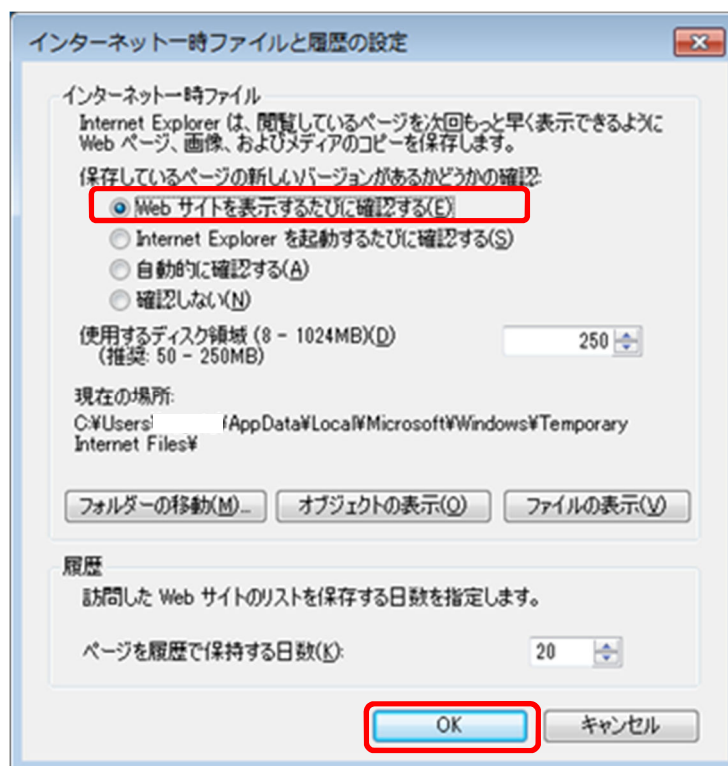 インターネット一時ファイルと履歴の設定
インターネット一時ファイル
Internet Explorer は、閲覧しているページを次回もっと早く表示できるように
Web ページ、画像、およびメディアのコピーを保存します。
保存しているページの新しいバージョンがあるかどうかの確認:
Web サイトを表示するたびに確認する(E)
Internet Explorer を起動するたびに確認する(S)
自動的に確認する(A)
確認しない(N)
使用するディスク領域 (8 - 1024MB)(D)
250
(推奨: 50 - 250MB)
現在の場所:
C:¥Users¥ ¥AppData¥Local¥Microsoft¥Windows¥Temporary
Internet Files¥
フォルダーの移動(M)... オブジェクトの表示(O) ファイルの表示(V)
履歴
訪問した Web サイトのリストを保存する日数を指定します。
ページを履歴で保持する日数(K): 20
OK キャンセル